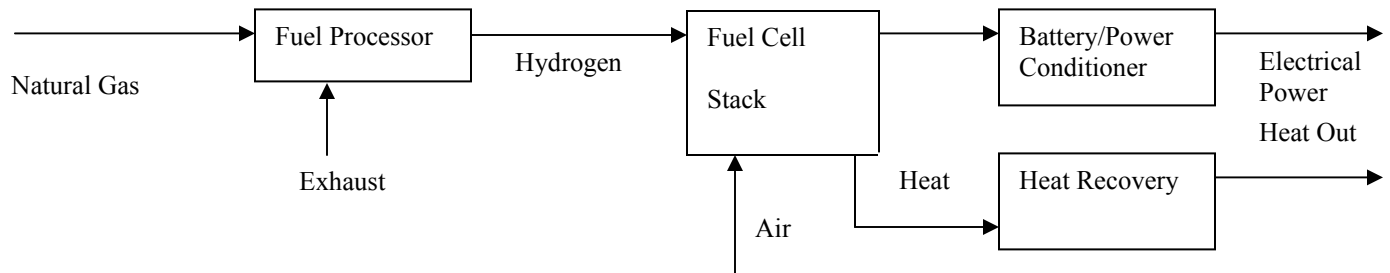 Natural Gas
Fuel Processor
Exhaust
Hydrogen
Fuel Cell
Stack
Air
Heat
Battery/Power
Conditioner
Heat Recovery
Electrical
Power
Heat Out